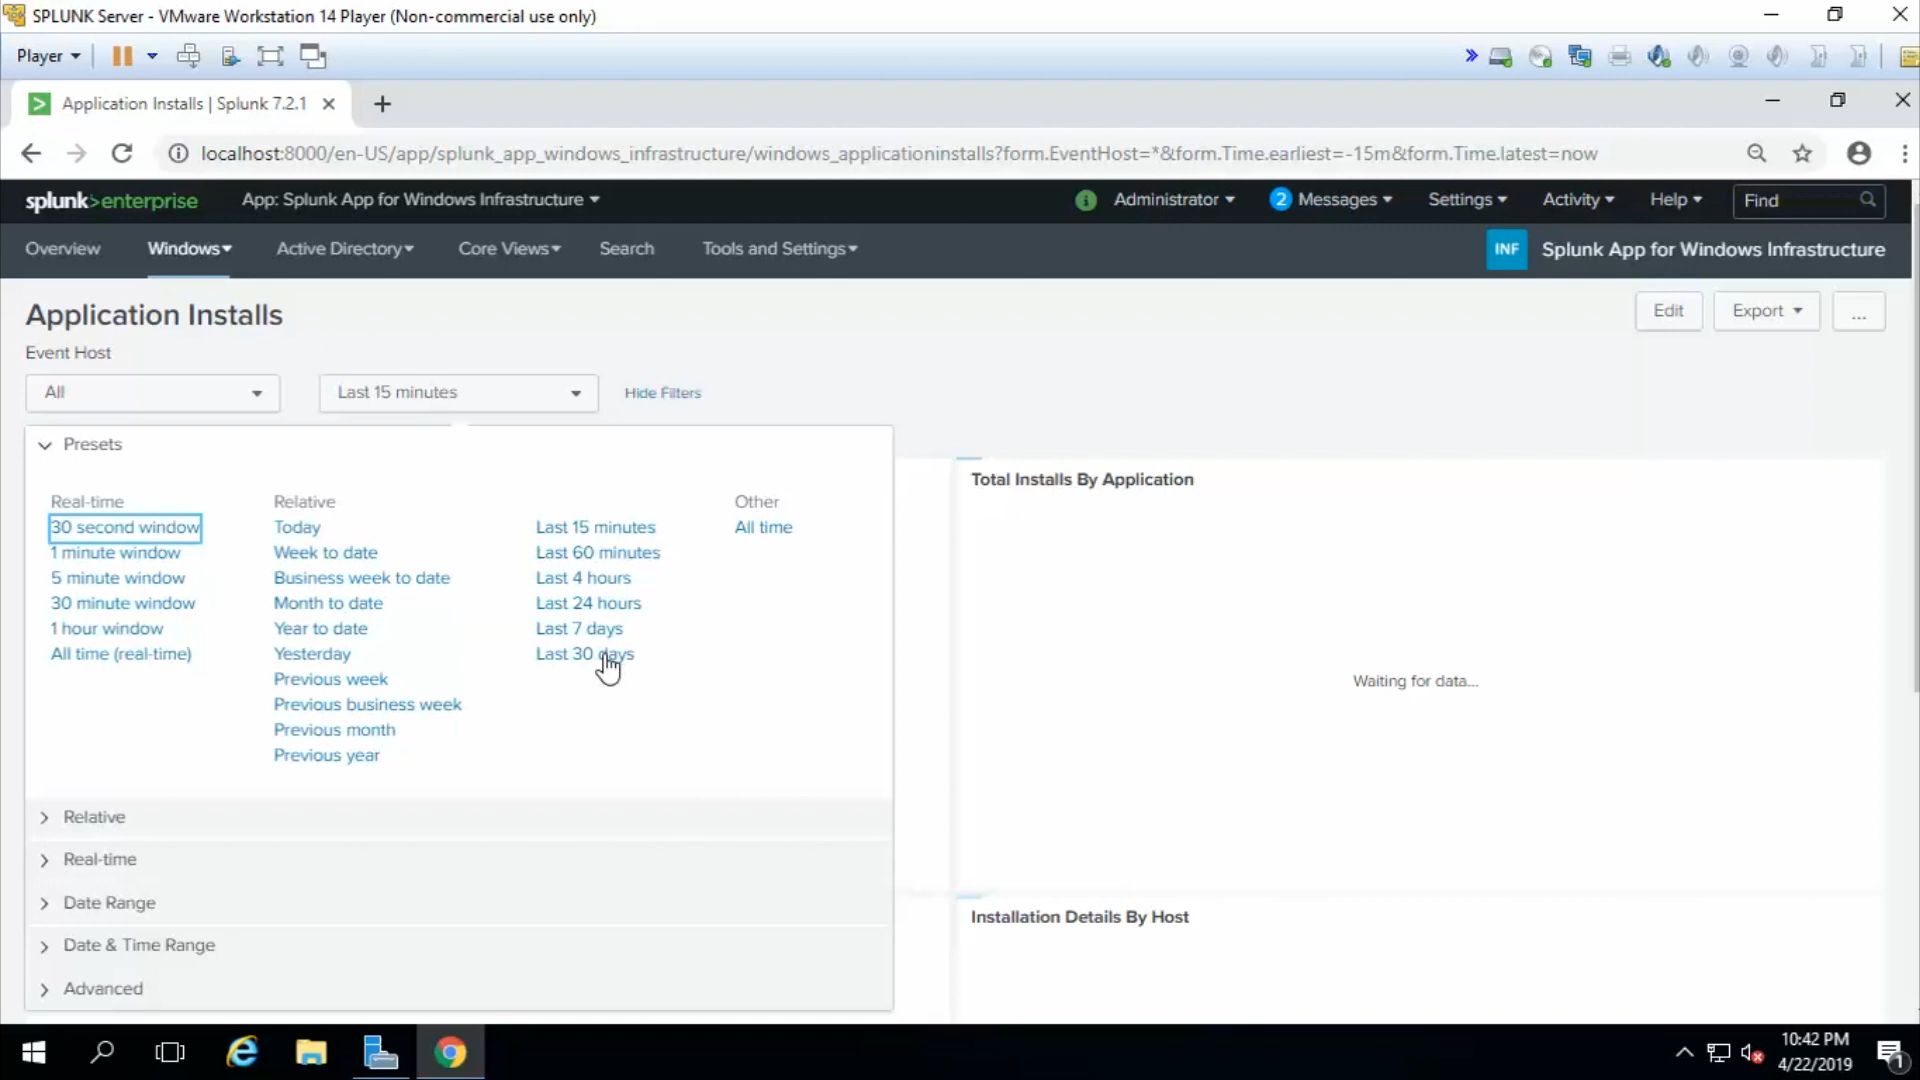 SPLUNK Server - VMware Workstation 14 Player (Non-commercial use only)
Player
Application Installs | Splunk 7.2.1
localhost:8000/en-US/app/splunk_app_windows_infrastructure/windows_applicationinstalls?form.EventHost=*&form.Time.earliest=-15m&form.Time.latest=now
splunk>enterprise App: Splunk App for Windows Infrastructure i Administrator 2 Messages Settings Activity Help Find
Overview Windows Active Directory Core Views Search Tools and Settings INF Splunk App for Windows Infrastructure
Application Installs Edit Export ...
Event Host
All Last 15 minutes Hide Filters
Presets
Total Installs By Application
Real-time Relative Other
30 second window Today Last 15 minutes All time
1 minute window Week to date Last 60 minutes
5 minute window Business week to date Last 4 hours
30 minute window Month to date Last 24 hours
1 hour window Year to date Last 7 days
All time (real-time) Yesterday Last 30 days
Previous week Waiting for data...
Previous business week
Previous month
Previous year
Relative
Real-time
Date Range
Installation Details By Host
Date & Time Range
Advanced
10:42 PM
4/22/2019
1